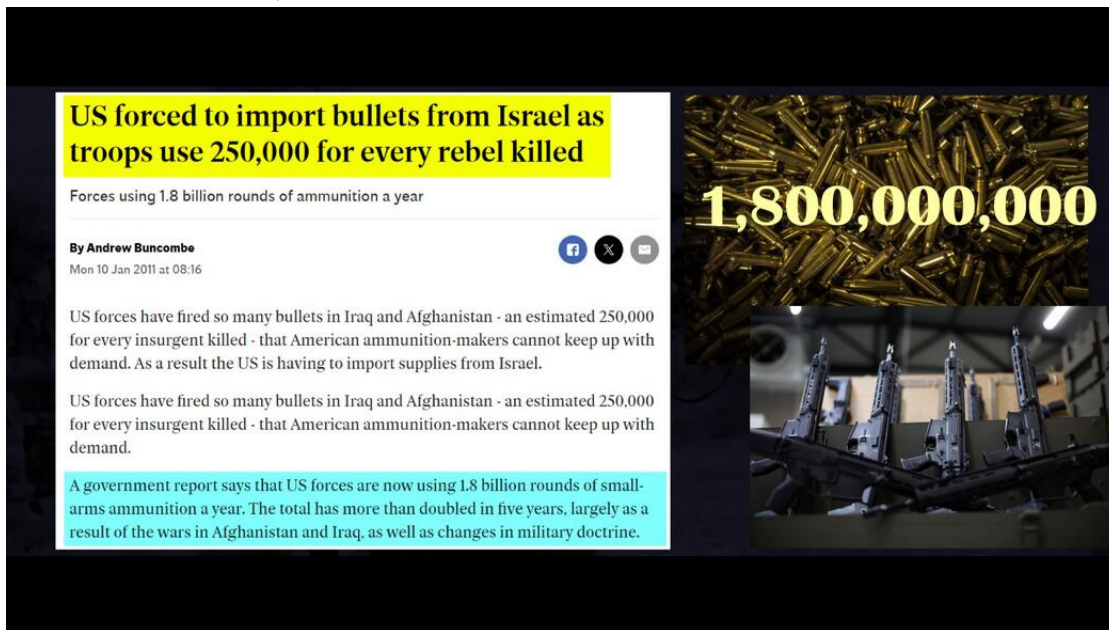 US forced to import bullets from Israel as
troops use 250,000 for every rebel killed
Forces using 1.8 billion rounds of ammunition a year
By Andrew Buncombe
Mon 10 Jan 2011 at 08:16
US forces have fired so many bullets in Iraq and Afghanistan - an estimated 250,000
for every insurgent killed - that American ammunition-makers cannot keep up with
demand. As a result the US is having to import supplies from Israel.
US forces have fired so many bullets in Iraq and Afghanistan - an estimated 250,000
for every insurgent killed - that American ammunition-makers cannot keep up with
demand.
A government report says that US forces are now using 1.8 billion rounds of small-
arms ammunition a year. The total has more than doubled in five years, largely as a
result of the wars in Afghanistan and Iraq, as well as changes in military doctrine.
1,800,000,000